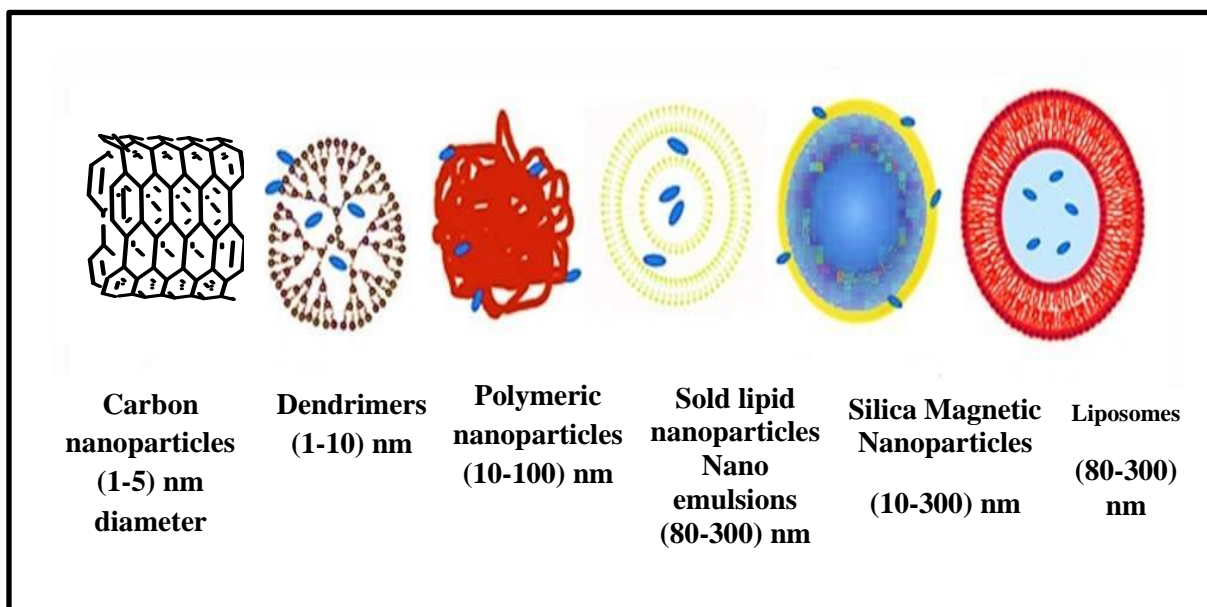 Carbon
nanoparticles
(1-5) nm
diameter
Dendrimers
(1-10) nm
Polymeric
nanoparticles
(10-100) nm
Sold lipid
nanoparticles
Nano
emulsions
(80-300) nm
Silica Magnetic
Nanoparticles
(10-300) nm
Liposomes
(80-300)
nm